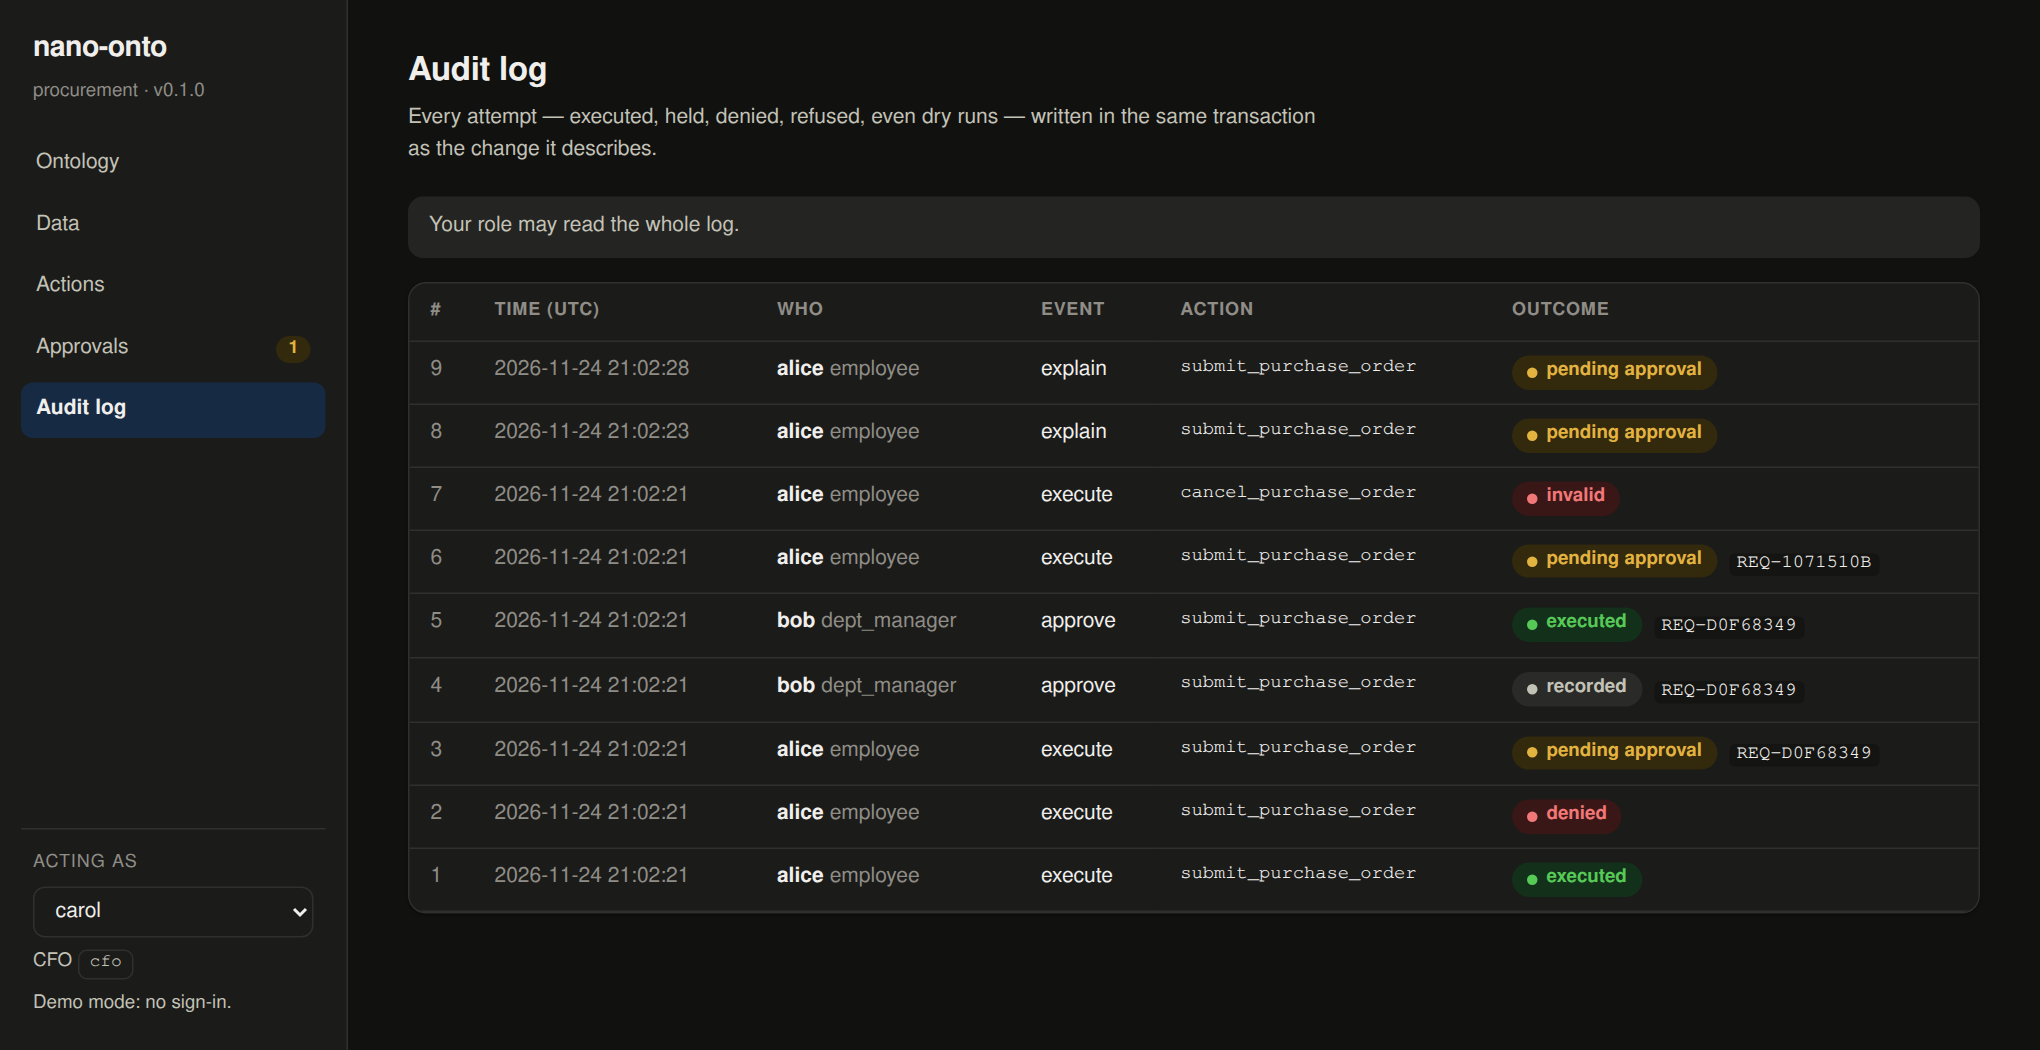 nano-onto
procurement · v0.1.0
Ontology
Data
Actions
Approvals 1
Audit log
ACTING AS
carol
CFO cfo
Demo mode: no sign-in.
Audit log
Every attempt — executed, held, denied, refused, even dry runs — written in the same transaction
as the change it describes.
Your role may read the whole log.
# TIME (UTC) WHO EVENT ACTION OUTCOME
9 2026-11-24 21:02:28 alice employee explain submit_purchase_order pending approval
8 2026-11-24 21:02:23 alice employee explain submit_purchase_order pending approval
7 2026-11-24 21:02:21 alice employee execute cancel_purchase_order invalid
6 2026-11-24 21:02:21 alice employee execute submit_purchase_order pending approval REQ-1071510B
5 2026-11-24 21:02:21 bob dept_manager approve submit_purchase_order executed REQ-D0F68349
4 2026-11-24 21:02:21 bob dept_manager approve submit_purchase_order recorded REQ-D0F68349
3 2026-11-24 21:02:21 alice employee execute submit_purchase_order pending approval REQ-D0F68349
2 2026-11-24 21:02:21 alice employee execute submit_purchase_order denied
1 2026-11-24 21:02:21 alice employee execute submit_purchase_order executed